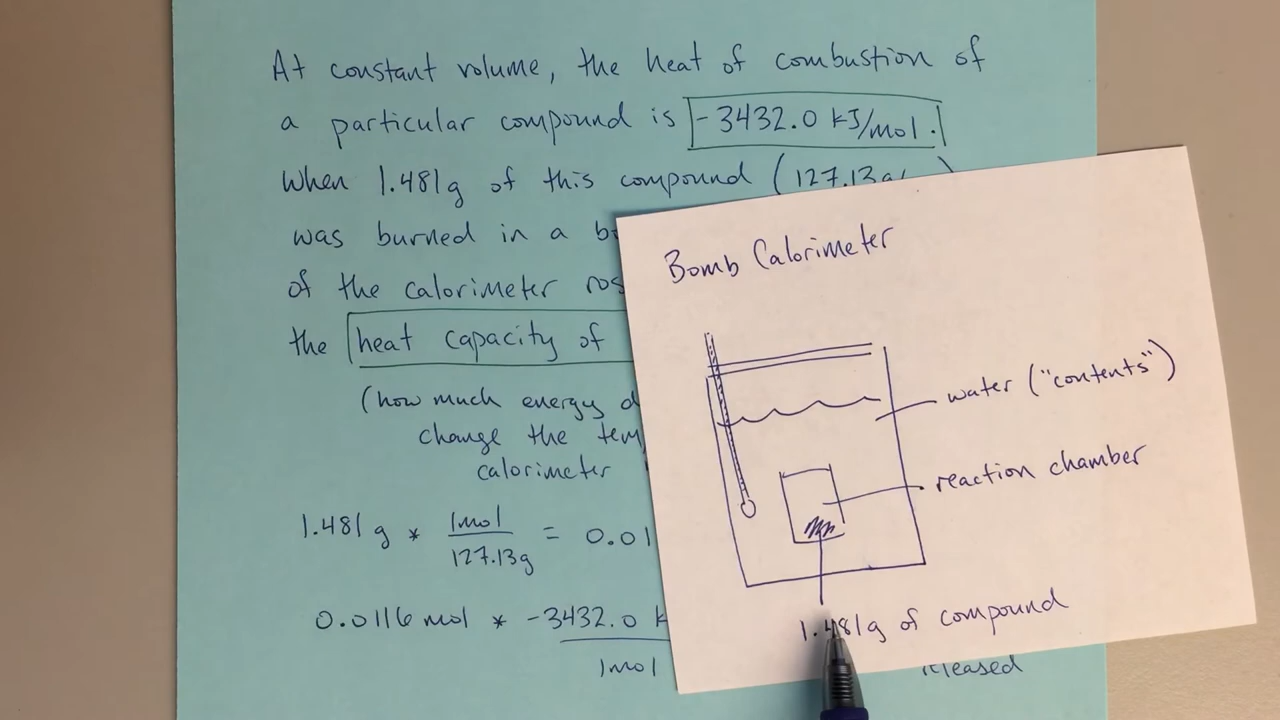 At constant volume, the heat of combustion of
a particular compound is -3432.0 kJ/mol.
When 1.481g of this compound (127.13g/
was burned in a
of the calorimeter
the heat capacity of
(how much energy
change the
calorimeter
1.481 g * 1mol / 127.13g = 0.01
0.0116 mol * -3432.0 k
1mol
released
Bomb Calorimeter
water ("contents")
reaction chamber
1.481g of compound